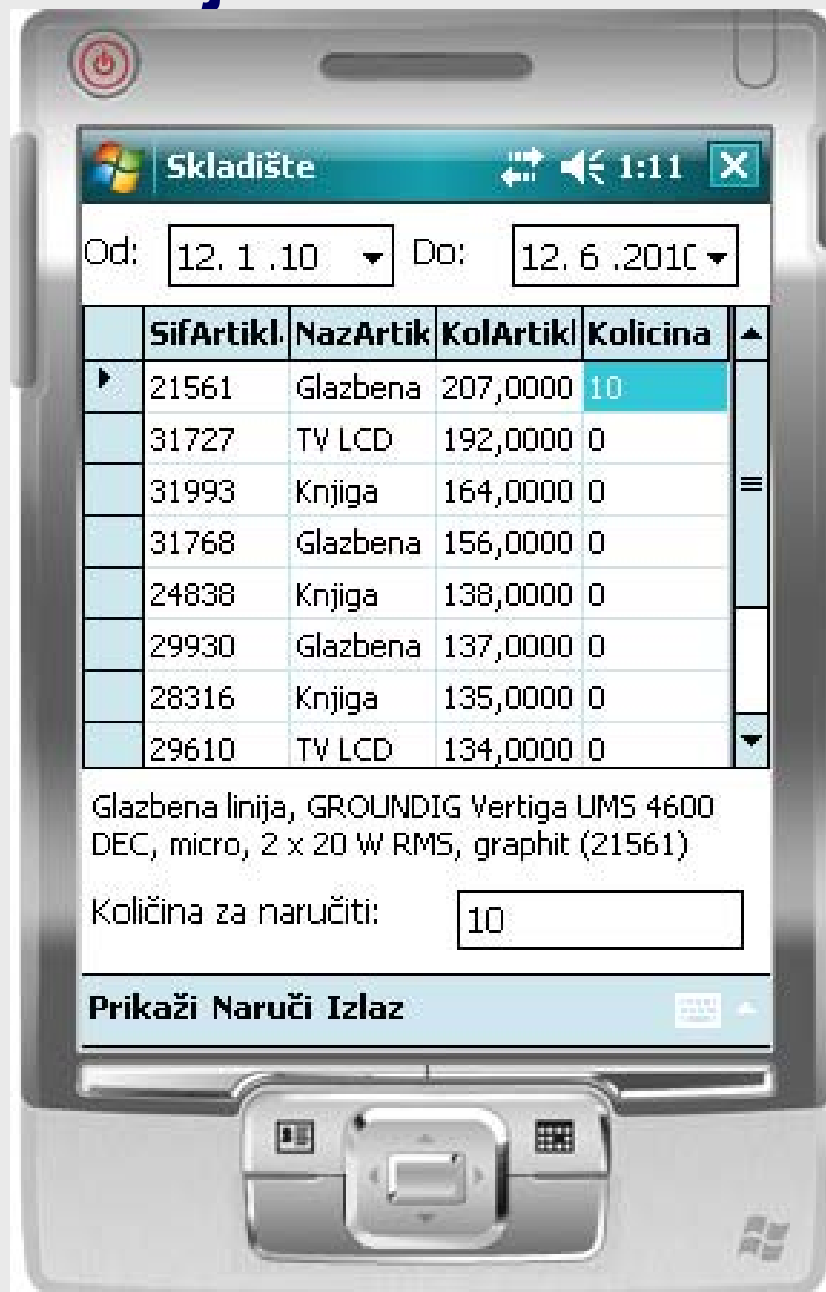 Skladište 1:11
Od: 12. 1 .10 Do: 12. 6 .201
SifArtikl NazArtik KolArtikl Kolicina
21561 Glazbena 207,0000 10
31727 TV LCD 192,0000 0
31993 Knjiga 164,0000 0
31768 Glazbena 156,0000 0
24838 Knjiga 138,0000 0
29930 Glazbena 137,0000 0
28316 Knjiga 135,0000 0
29610 TV LCD 134,0000 0
Glazbena linija, GROUNDIG Vertiga UMS 4600
DEC, micro, 2 x 20 W RMS, graphit (21561)
Količina za naručiti: 10
Prikaži Naruči Izlaz